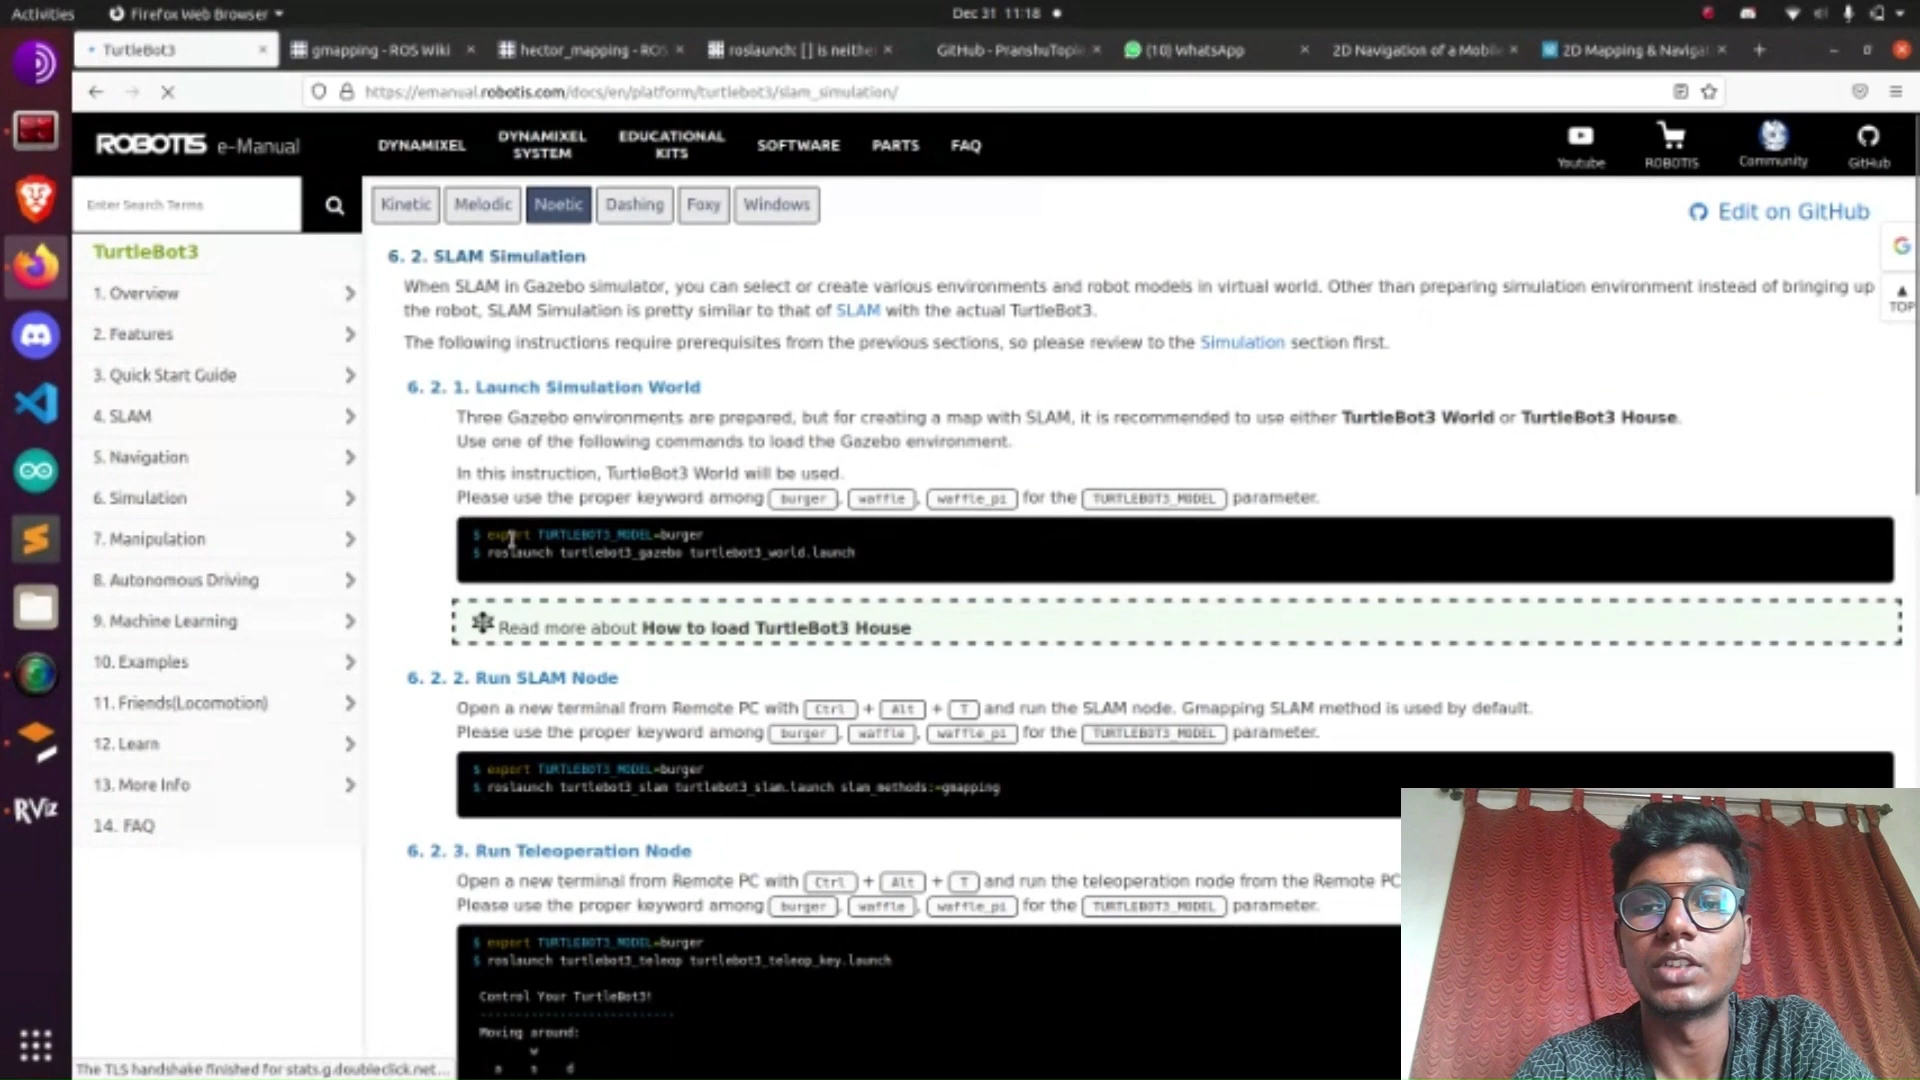 Activities Firefox Web Browser Dec 31 11:18
TurtleBot3 gmapping - ROS Wiki hector_mapping - ROS roslaunch: [] is neithe GitHub - PranshuTople (10) WhatsApp 2D Navigation of a Mobil 2D Mapping & Naviga
https://emanual.robotis.com/docs/en/platform/turtlebot3/slam_simulation/
ROBOTIS e-Manual DYNAMIXEL DYNAMIXEL SYSTEM EDUCATIONAL KITS SOFTWARE PARTS FAQ Youtube ROBOTIS Community GitHub
Enter Search Terms
Kinetic Melodic Noetic Dashing Foxy Windows
Edit on GitHub
TOP
TurtleBot3
1. Overview
2. Features
3. Quick Start Guide
4. SLAM
5. Navigation
6. Simulation
7. Manipulation
8. Autonomous Driving
9. Machine Learning
10. Examples
11. Friends(Locomotion)
12. Learn
13. More Info
14. FAQ
RViz
6. 2. SLAM Simulation
When SLAM in Gazebo simulator, you can select or create various environments and robot models in virtual world. Other than preparing simulation environment instead of bringing up
the robot, SLAM Simulation is pretty similar to that of SLAM with the actual TurtleBot3.
The following instructions require prerequisites from the previous sections, so please review to the Simulation section first.
6. 2. 1. Launch Simulation World
Three Gazebo environments are prepared, but for creating a map with SLAM, it is recommended to use either TurtleBot3 World or TurtleBot3 House.
Use one of the following commands to load the Gazebo environment.
In this instruction, TurtleBot3 World will be used.
Please use the proper keyword among burger, waffle, waffle_pi for the TURTLEBOT3_MODEL parameter.
$ export TURTLEBOT3_MODEL=burger
$ roslaunch turtlebot3_gazebo turtlebot3_world.launch
Read more about How to load TurtleBot3 House
6. 2. 2. Run SLAM Node
Open a new terminal from Remote PC with Ctrl + Alt + T and run the SLAM node. Gmapping SLAM method is used by default.
Please use the proper keyword among burger, waffle, waffle_pi for the TURTLEBOT3_MODEL parameter.
$ export TURTLEBOT3_MODEL=burger
$ roslaunch turtlebot3_slam turtlebot3_slam.launch slam_methods:=gmapping
6. 2. 3. Run Teleoperation Node
Open a new terminal from Remote PC with Ctrl + Alt + T and run the teleoperation node from the Remote PC
Please use the proper keyword among burger, waffle, waffle_pi for the TURTLEBOT3_MODEL parameter.
$ export TURTLEBOT3_MODEL=burger
$ roslaunch turtlebot3_teleop turtlebot3_teleop_key.launch
Control Your TurtleBot3!
---------------------------
Moving around:
w
a s d
The TLS handshake finished for stats.g.doubleclick.net...